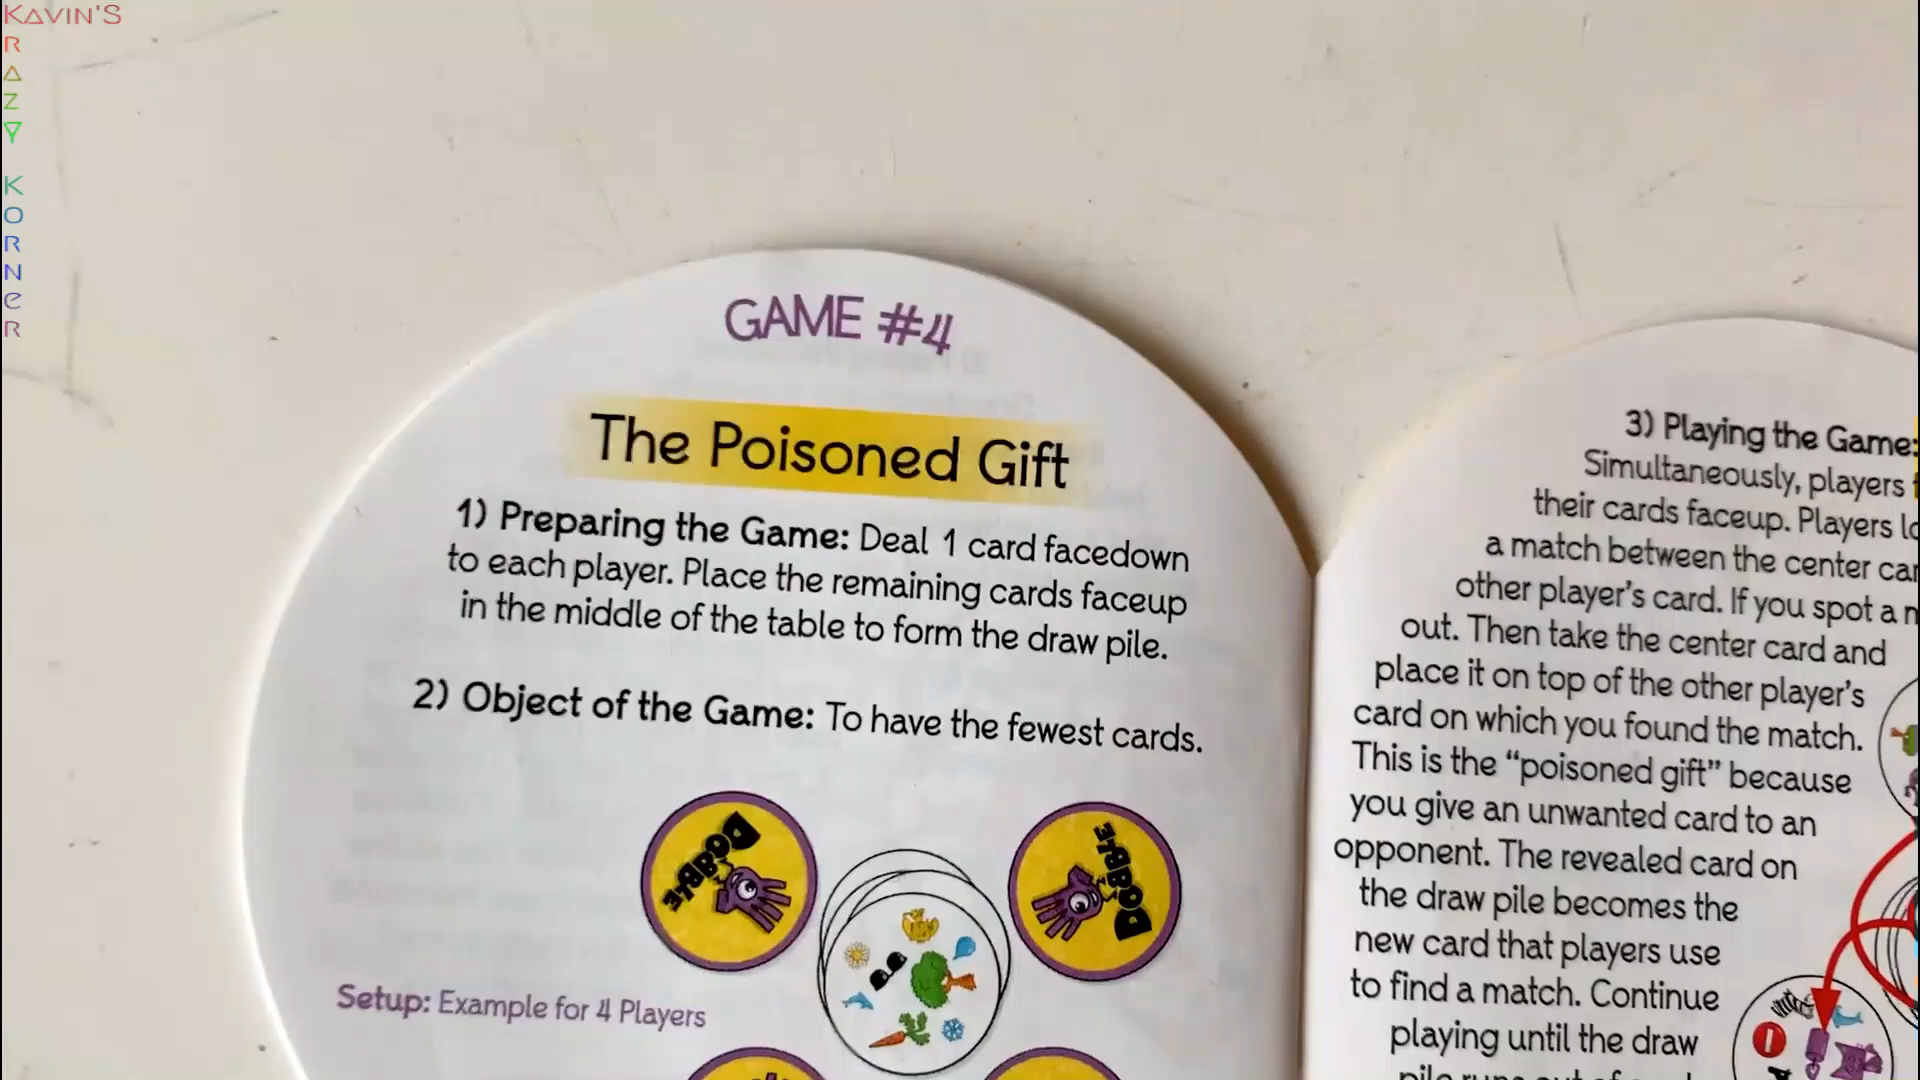 KAVIN'S
RAZY
KORNER
GAME #4
The Poisoned Gift
1) Preparing the Game: Deal 1 card facedown
to each player. Place the remaining cards faceup
in the middle of the table to form the draw pile.
2) Object of the Game: To have the fewest cards.
DOBBLE
DOBBLE
Setup: Example for 4 Players
3) Playing the Game:
Simultaneously, players
their cards faceup. Players
a match between the center
other player's card. If you spot a
out. Then take the center card and
place it on top of the other player's
card on which you found the match.
This is the “poisoned gift” because
you give an unwanted card to an
opponent. The revealed card on
the draw pile becomes the
new card that players use
to find a match. Continue
playing until the draw